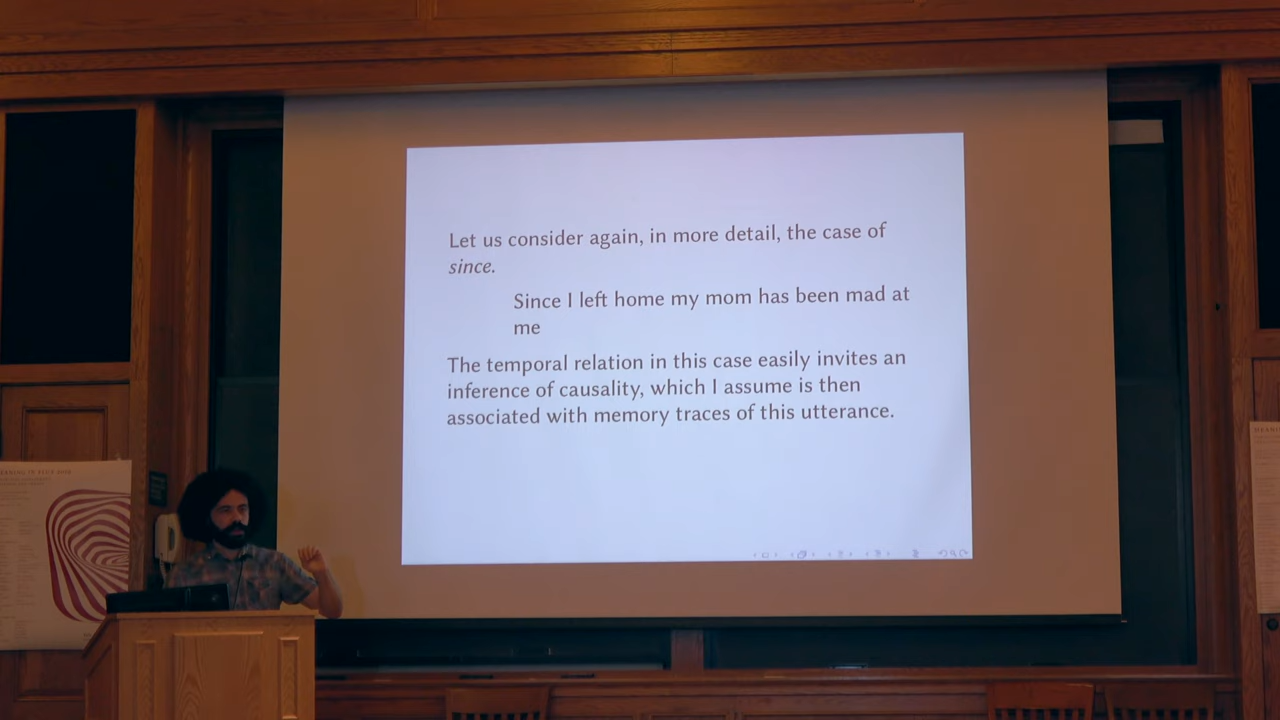 Let us consider again, in more detail, the case of
since.
Since I left home my mom has been mad at
me
The temporal relation in this case easily invites an
inference of causality, which I assume is then
associated with memory traces of this utterance.